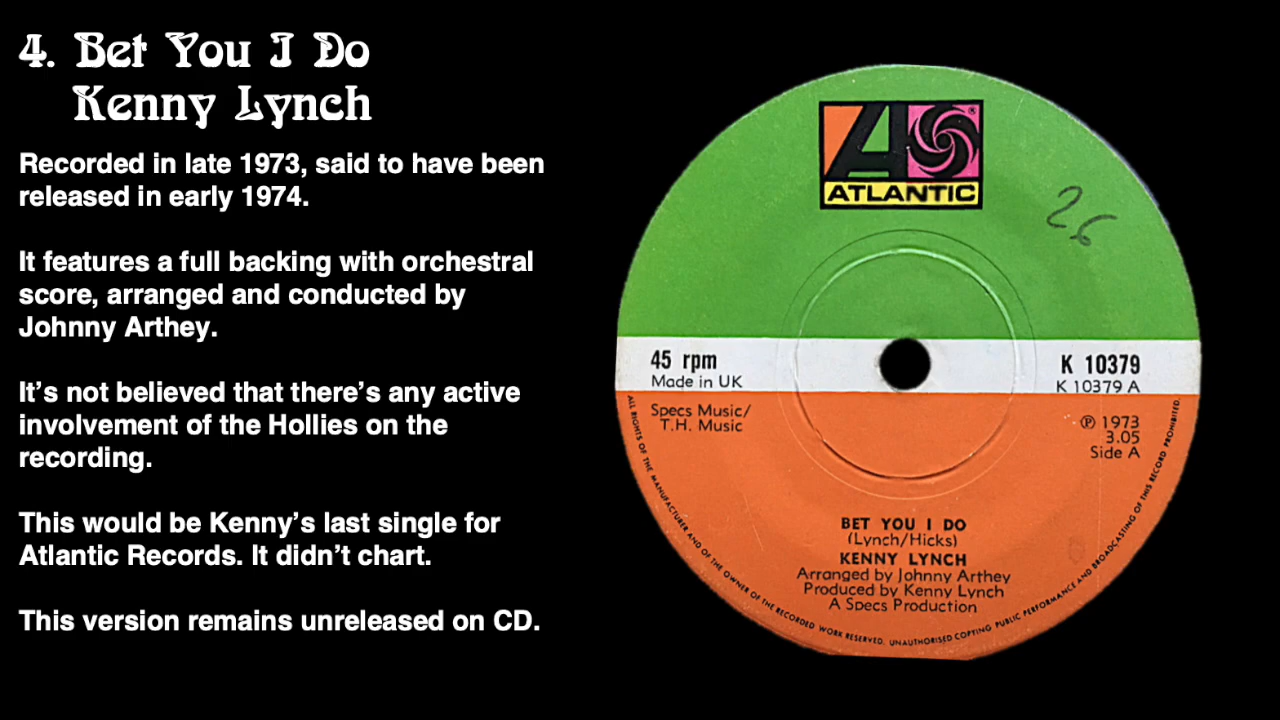 4. Bet You I Do
Kenny Lynch
Recorded in late 1973, said to have been
released in early 1974.
It features a full backing with orchestral
score, arranged and conducted by
Johnny Arthey.
It’s not believed that there’s any active
involvement of the Hollies on the
recording.
This would be Kenny’s last single for
Atlantic Records. It didn’t chart.
This version remains unreleased on CD.
A
®
ATLANTIC
26
45 rpm
Made in UK
K 10379
K 10379 A
Specs Music/
T.H. Music
℗ 1973
3.05
Side A
BET YOU I DO
(Lynch/Hicks)
KENNY LYNCH
Arranged by Johnny Arthey
Produced by Kenny Lynch
A Specs Production
ALL RIGHTS OF THE MANUFACTURER AND OF THE OWNER OF THE RECORDED WORK RESERVED. UNAUTHORISED COPYING PUBLIC PERFORMANCE AND BROADCASTING OF THIS RECORD PROHIBITED.